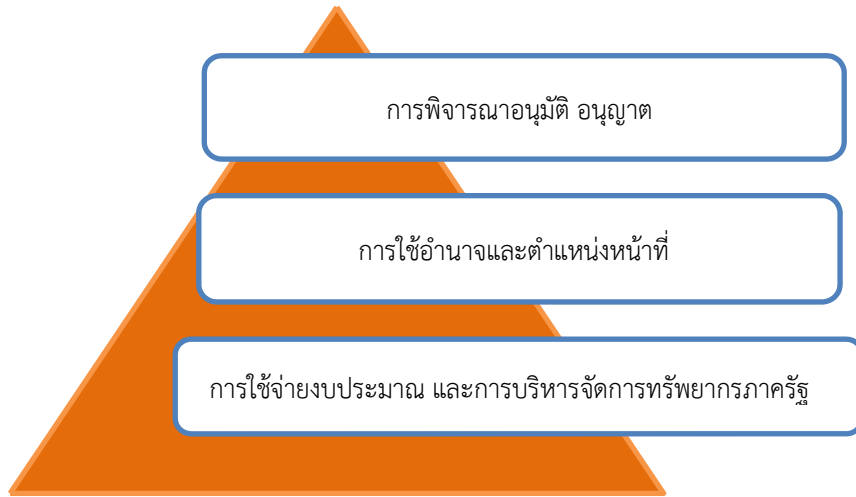 การพิจารณาอนุมัติ อนุญาต
การใช้อำนาจและตำแหน่งหน้าที่
การใช้จ่ายงบประมาณ และการบริหารจัดการทรัพยากรภาครัฐ